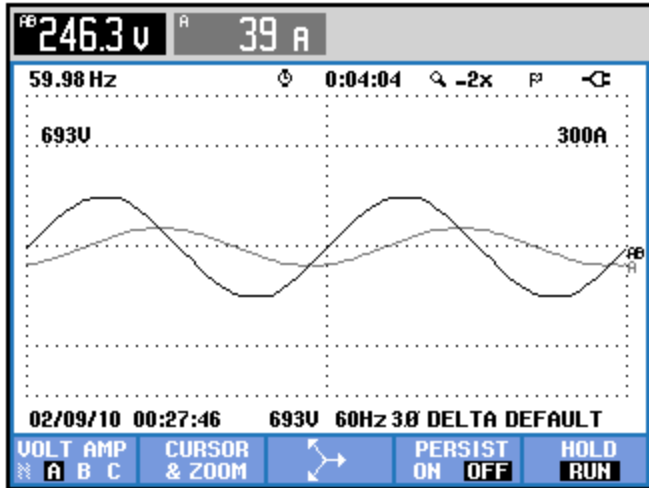 AB 246.3 V A 39 A
59.98 Hz 0:04:04 -2x
693V 300A
AB
A
02/09/10 00:27:46 693V 60Hz 3Ø DELTA DEFAULT
VOLT AMP CURSOR PERSIST HOLD
N A B C & ZOOM ON OFF RUN